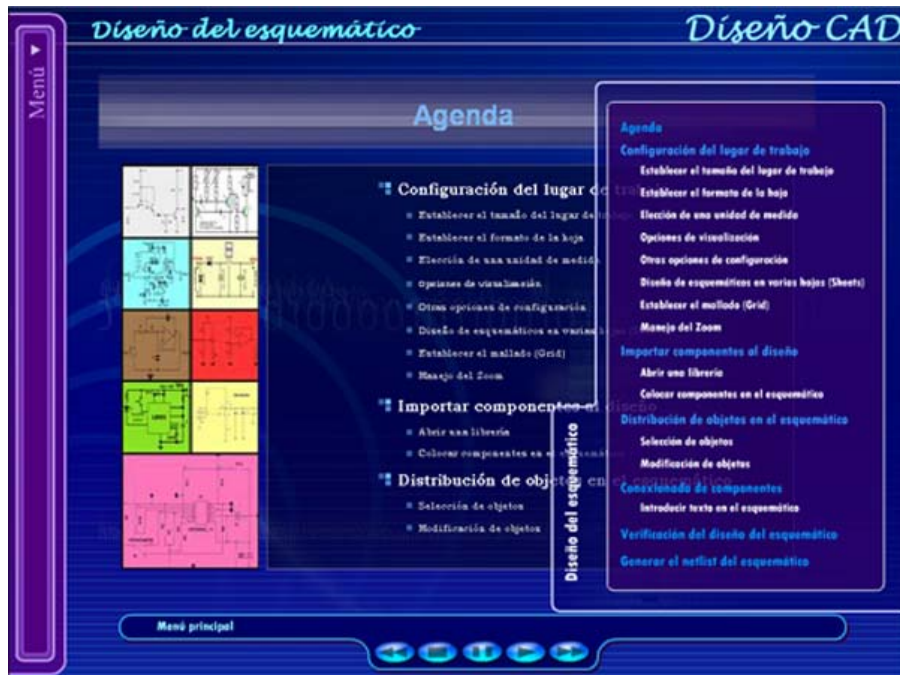 Diseño del esquemático
Diseño CAD
Menú
Agenda
Configuración del lugar de trab
Establecer el tamaño del lugar de trabajo
Establecer el formato de la hoja
Elección de una unidad de medida
Opciones de visualización
Otras opciones de configuración
Diseño de esquemáticos en varias hojas
Establecer el mallado (Grid)
Manejo del Zoom
Importar componentes al diseño
Abrir una librería
Colocar componentes en el esquemático
Distribución de objetos en el esquemático
Selección de objetos
Modificación de objetos
Diseño del esquemático
Agenda
Configuración del lugar de trabajo
Establecer el tamaño del lugar de trabajo
Establecer el formato de la hoja
Elección de una unidad de medida
Opciones de visualización
Otras opciones de configuración
Diseño de esquemáticos en varias hojas (Sheets)
Establecer el mallado (Grid)
Manejo del Zoom
Importar componentes al diseño
Abrir una librería
Colocar componentes en el esquemático
Distribución de objetos en el esquemático
Selección de objetos
Modificación de objetos
Conexionado de componentes
Introducir texto en el esquemático
Verificación del diseño del esquemático
Generar el netlist del esquemático
Menú principal